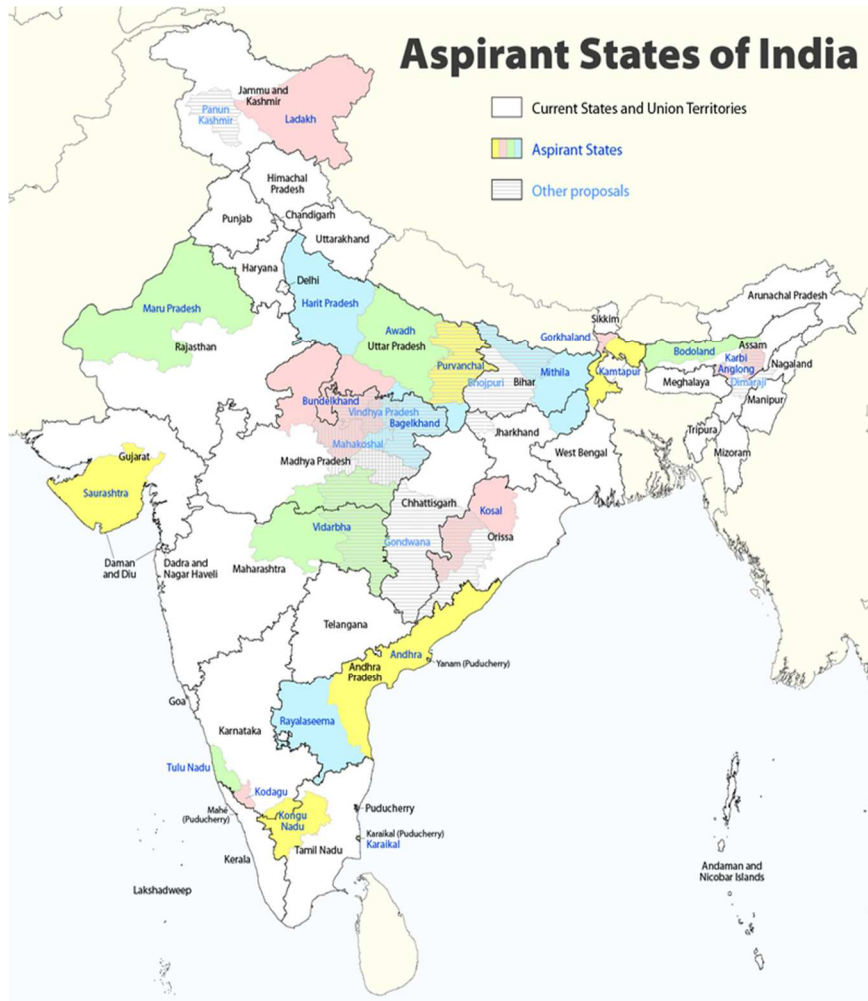 Aspirant States of India
Current States and Union Territories
Aspirant States
Other proposals
Jammu and
Kashmir
Panun
Kashmir
Ladakh
Himachal
Pradesh
Punjab
Chandigarh
Uttarakhand
Haryana
Delhi
Harit Pradesh
Maru Pradesh
Rajasthan
Awadh
Uttar Pradesh
Purvanchal
Bhojpuri
Bihar
Mithila
Gorkhaland
Sikkim
Kamtapur
Arunachal Pradesh
Assam
Bodoland
Karbi
Anglong
Nagaland
Dimaraji
Meghalaya
Manipur
Tripura
Mizoram
Bundelkhand
Vindhya Pradesh
Bagelkhand
Mahakoshal
Madhya Pradesh
Jharkhand
West Bengal
Gujarat
Saurashtra
Daman
and Diu
Dadra and
Nagar Haveli
Maharashtra
Vidarbha
Chhattisgarh
Gondwana
Kosal
Orissa
Telangana
Andhra
Andhra
Pradesh
Yanam (Puducherry)
Goa
Karnataka
Rayalaseema
Tulu Nadu
Kodagu
Mahé
(Puducherry)
Kongu
Nadu
Puducherry
Karaikal (Puducherry)
Karaikal
Kerala
Tamil Nadu
Lakshadweep
Andaman and
Nicobar Islands